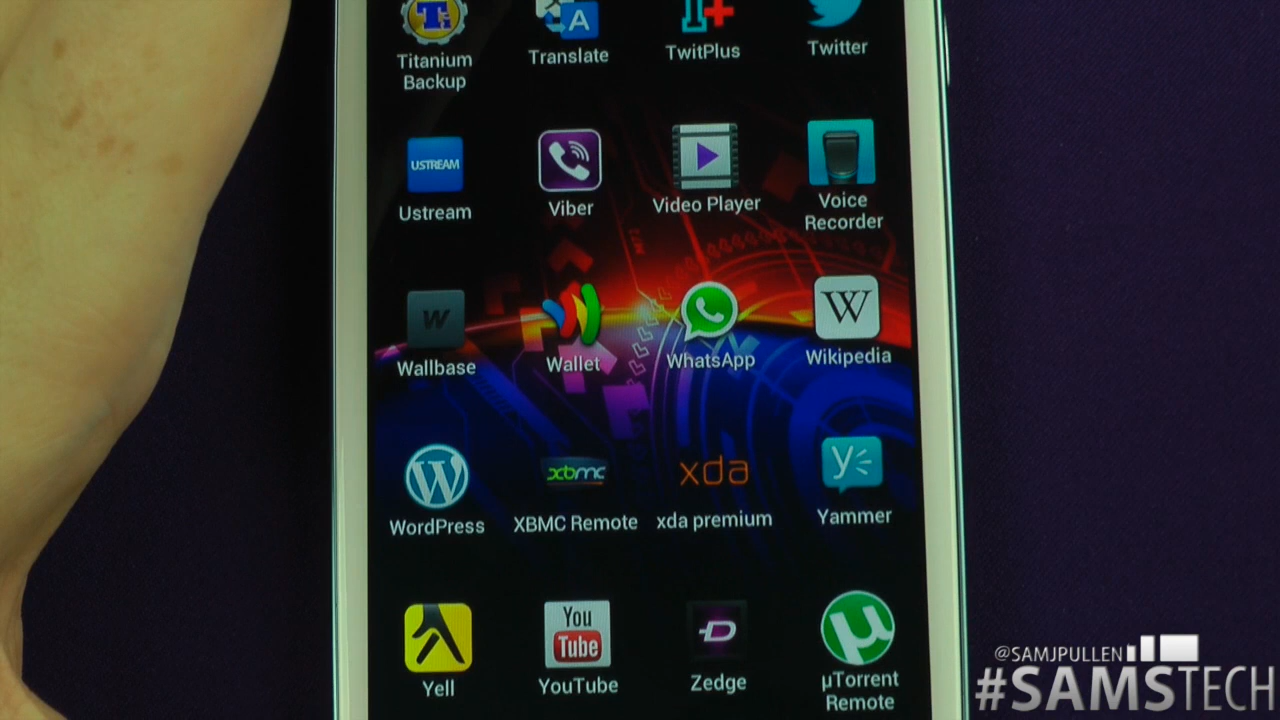 Titanium
Backup
Translate
TwitPlus
Twitter
USTREAM
Ustream
Viber
Video Player
Voice
Recorder
w
Wallbase
Wallet
WhatsApp
W
Wikipedia
W
WordPress
xbmc
XBMC Remote
xda
xda premium
y
Yammer
Yell
You
Tube
YouTube
Zedge
µ
µTorrent
Remote
@SAMJPULLEN
#SAMSTECH